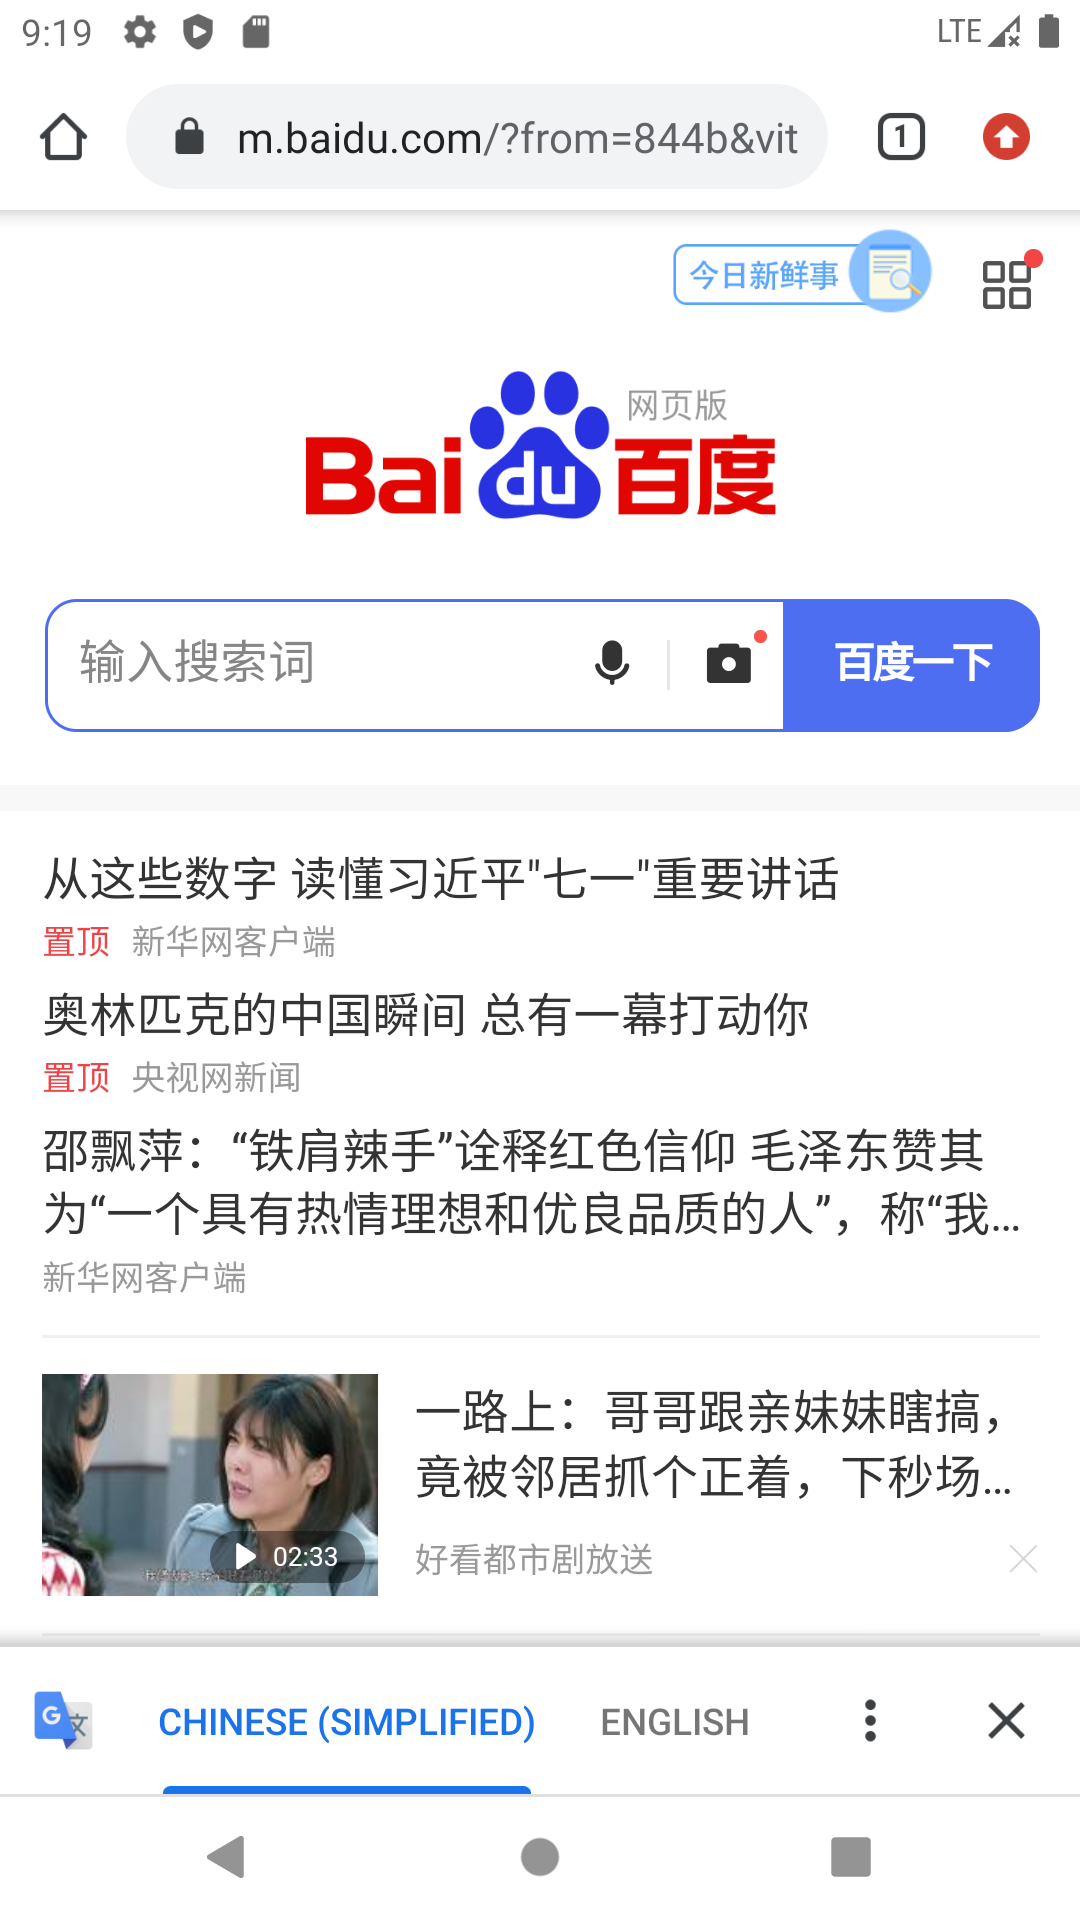 9:19
LTE
m.baidu.com/?from=844b&vit
1
今日新鲜事
网页版
Bai du 百度
输入搜索词
百度一下
从这些数字 读懂习近平"七一"重要讲话
置顶 新华网客户端
奥林匹克的中国瞬间 总有一幕打动你
置顶 央视网新闻
邵飘萍：“铁肩辣手”诠释红色信仰 毛泽东赞其
为“一个具有热情理想和优良品质的人”，称“我...
新华网客户端
一路上：哥哥跟亲妹妹瞎搞，
竟被邻居抓个正着，下秒场...
02:33
好看都市剧放送
G 文
CHINESE (SIMPLIFIED)
ENGLISH